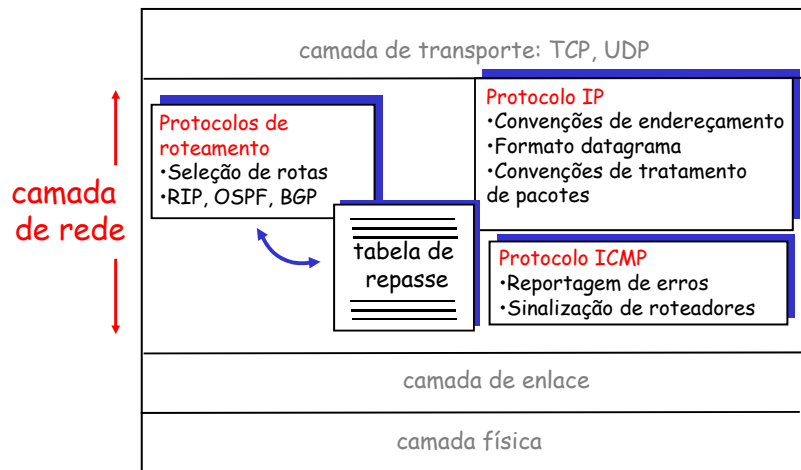 camada de transporte: TCP, UDP
camada
de rede
Protocolos de
roteamento
•Seleção de rotas
•RIP, OSPF, BGP
tabela de
repasse
Protocolo IP
•Convenções de endereçamento
•Formato datagrama
•Convenções de tratamento
de pacotes
Protocolo ICMP
•Reportagem de erros
•Sinalização de roteadores
camada de enlace
camada física